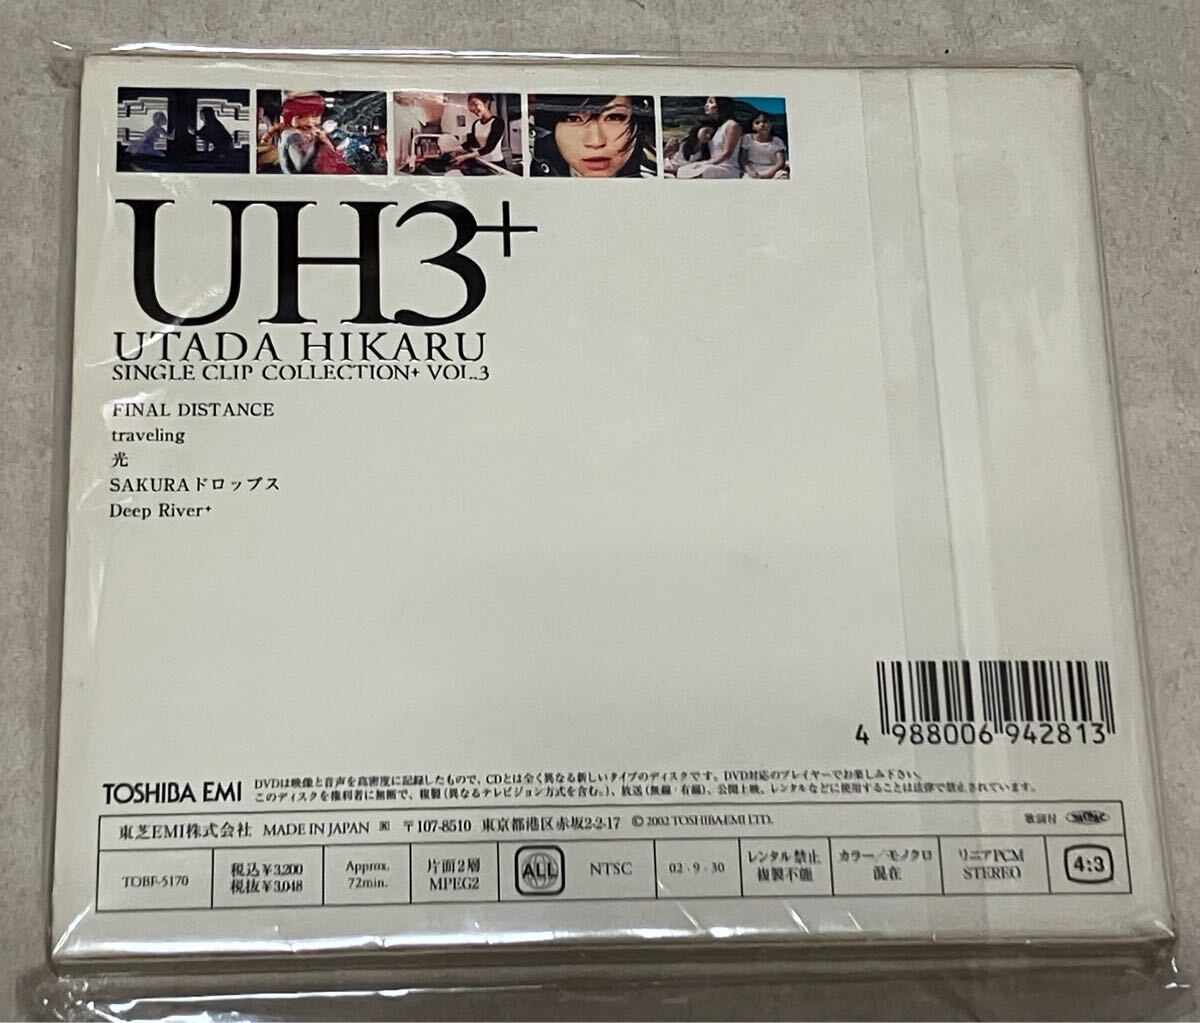 UH3+
UTADA HIKARU
SINGLE CLIP COLLECTION+ VOL.3
FINAL DISTANCE
traveling
光
SAKURAドロップス
Deep River+
4 988006 942813
TOSHIBA EMI
DVDは映像と音声を高密度に記録したもので、CDとは全く異なる新しいタイプのディスクです。DVD対応のプレイヤーでお楽しみ下さい。
このディスクを権利者に無断で、複製(異なるテレビジョン方式を含む。)、放送(無線・有線)、公開上映、レンタルなどに使用することは法律で禁止されています。
東芝EMI株式会社 MADE IN JAPAN 〒107-8510 東京都港区赤坂2-2-17 ©2002 TOSHIBA EMI LTD. 歌詞付
TOBF-5170
税込¥3,200
税抜¥3,048
Approx.
72min.
片面2層
MPEG2
ALL
NTSC
02・9・30
レンタル禁止
複製不能
カラー/モノクロ
混在
リニアPCM
STEREO
4:3